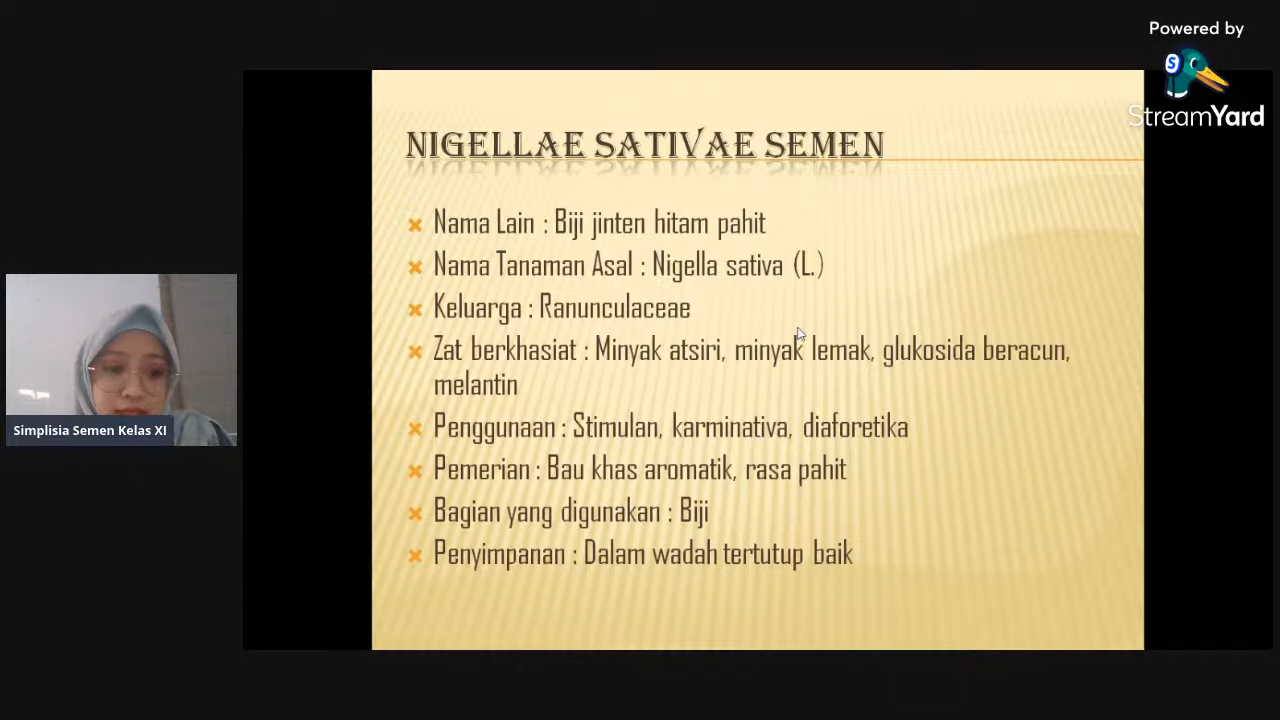 Powered by
StreamYard
NIGELLAE SATIVAE SEMEN
Nama Lain : Biji jinten hitam pahit
Nama Tanaman Asal : Nigella sativa (L.)
Keluarga : Ranunculaceae
Zat berkhasiat : Minyak atsiri, minyak lemak, glukosida beracun,
melantin
Penggunaan : Stimulan, karminativa, diaforetika
Pemerian : Bau khas aromatik, rasa pahit
Bagian yang digunakan : Biji
Penyimpanan : Dalam wadah tertutup baik
Simplisia Semen Kelas XI